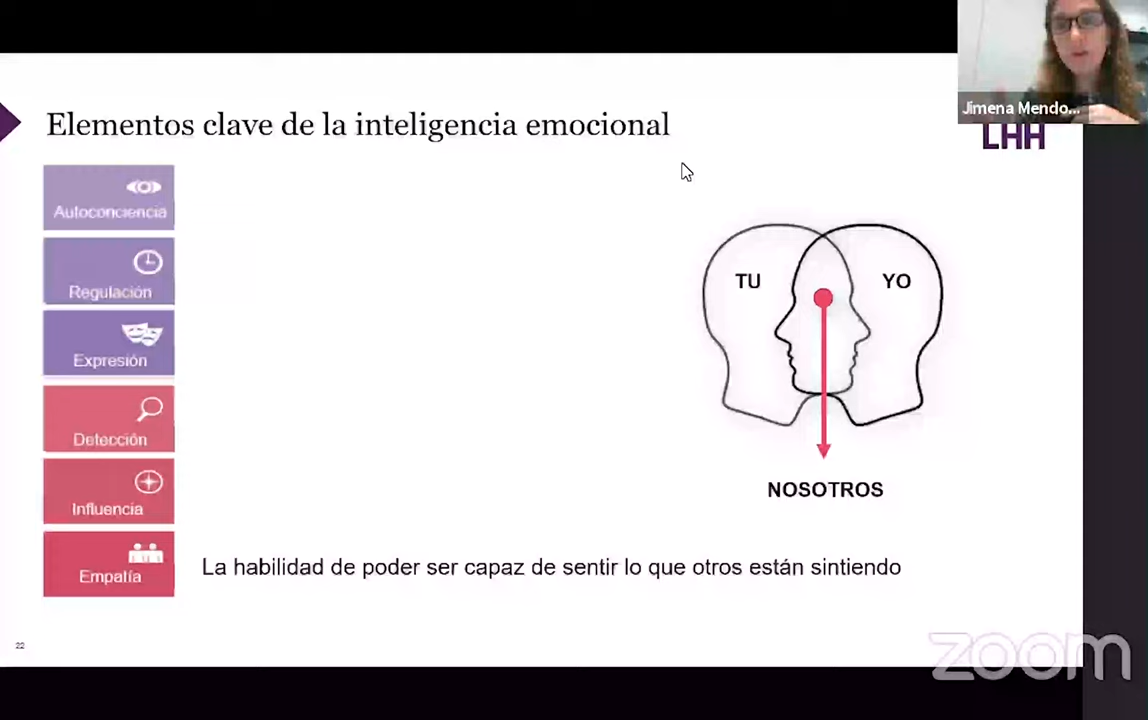 Jimena Mendo...
LHH
Elementos clave de la inteligencia emocional
Autoconciencia
Regulación
Expresión
Detección
Influencia
Empatía
TU
YO
NOSOTROS
La habilidad de poder ser capaz de sentir lo que otros están sintiendo
22
zoom